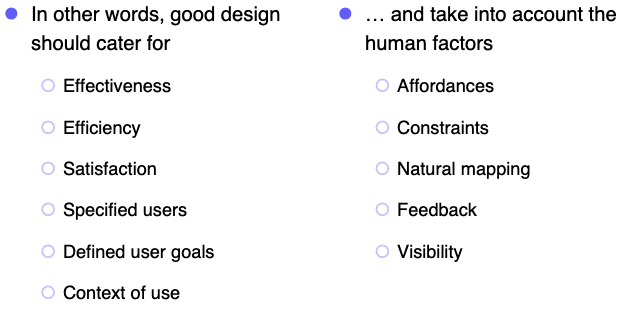 In other words, good design
should cater for
Effectiveness
Efficiency
Satisfaction
Specified users
Defined user goals
Context of use
… and take into account the
human factors
Affordances
Constraints
Natural mapping
Feedback
Visibility